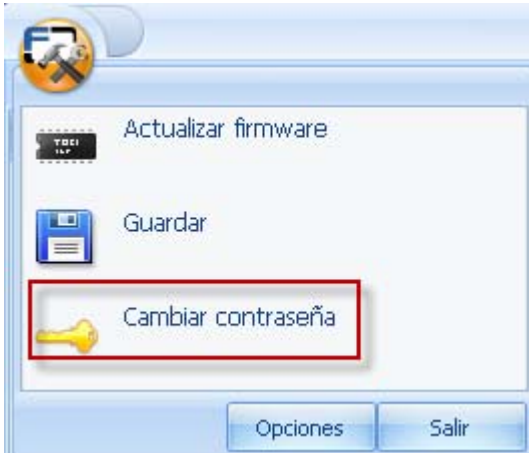 Actualizar firmware
Guardar
Cambiar contraseña
Opciones
Salir